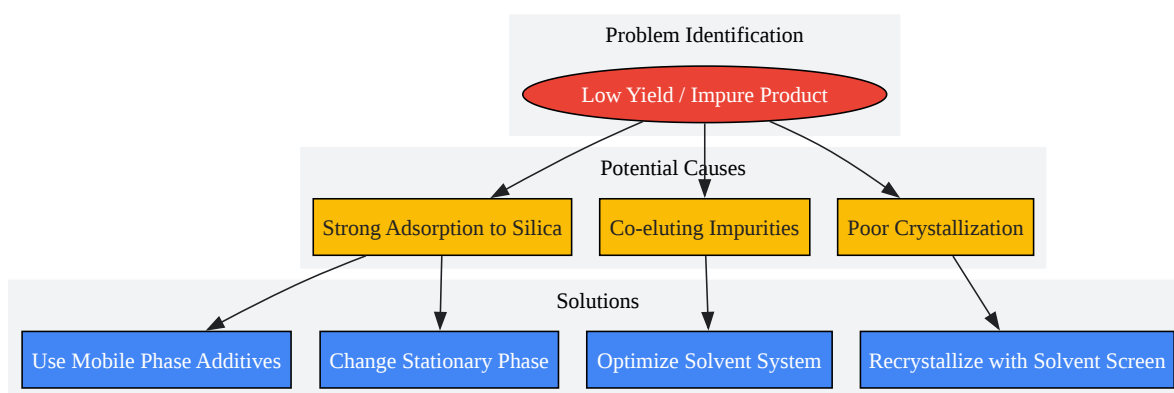 Problem Identification
Low Yield / Impure Product
Potential Causes
Strong Adsorption to Silica
Co-eluting Impurities
Poor Crystallization
Solutions
Use Mobile Phase Additives
Change Stationary Phase
Optimize Solvent System
Recrystallize with Solvent Screen